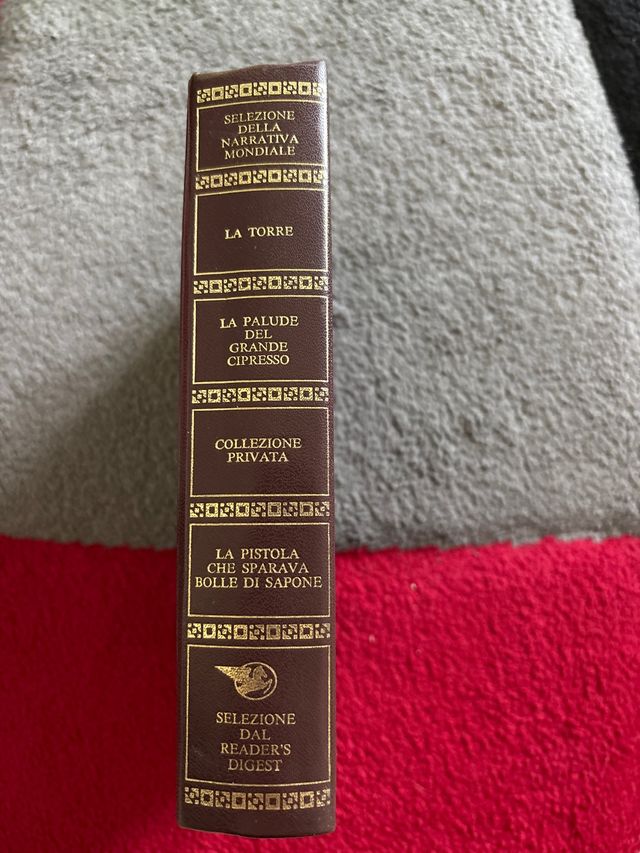 SELEZIONE
DELLA
NARRATIVA
MONDIALE
LA TORRE
LA PALUDE
DEL
GRANDE
CIPRESSO
COLLEZIONE
PRIVATA
LA PISTOLA
CHE SPARAVA
BOLLE DI SAPONE
SELEZIONE
DAL
READER'S
DIGEST